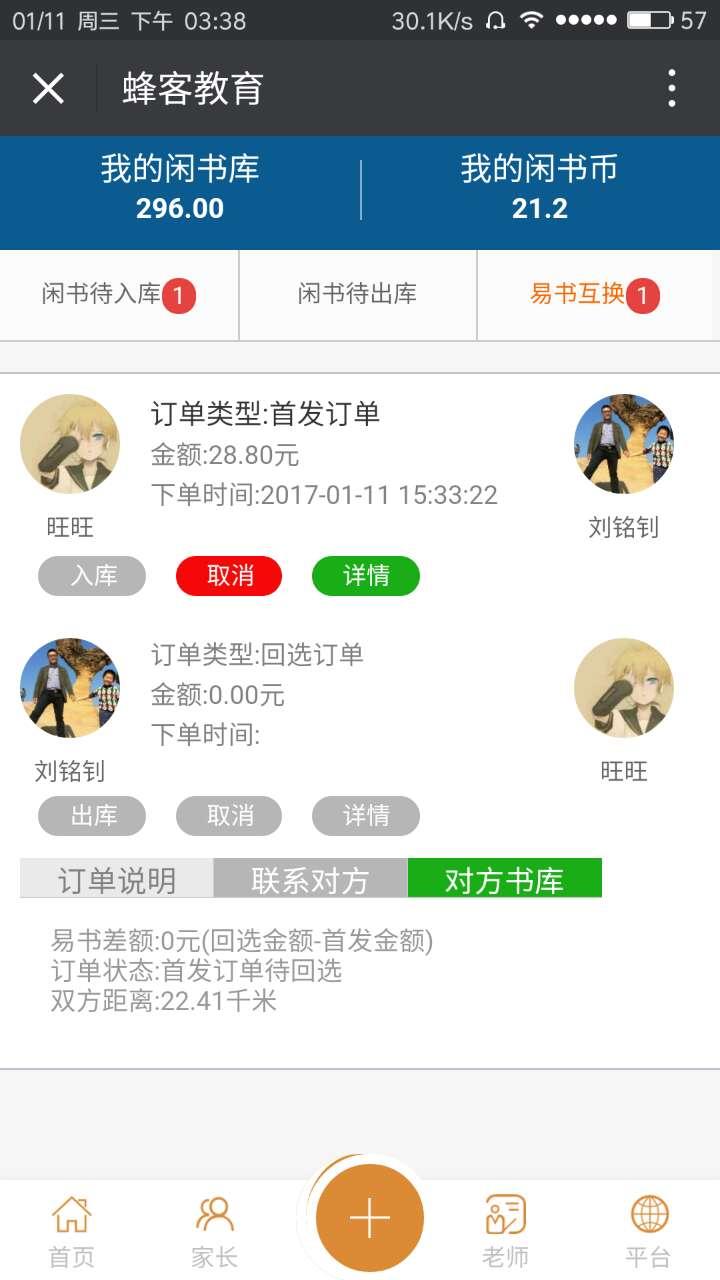 01/11 周三 下午 03:38 30.1K/s 57
蜂客教育
我的闲书库 我的闲书币
296.00 21.2
闲书待入库 1 闲书待出库 易书互换 1
订单类型:首发订单
金额:28.80元
下单时间:2017-01-11 15:33:22
旺旺 刘铭钊
入库 取消 详情
订单类型:回选订单
金额:0.00元
下单时间:
刘铭钊 旺旺
出库 取消 详情
订单说明 联系对方 对方书库
易书差额:0元(回选金额-首发金额)
订单状态:首发订单待回选
双方距离:22.41千米
首页 家长 老师 平台